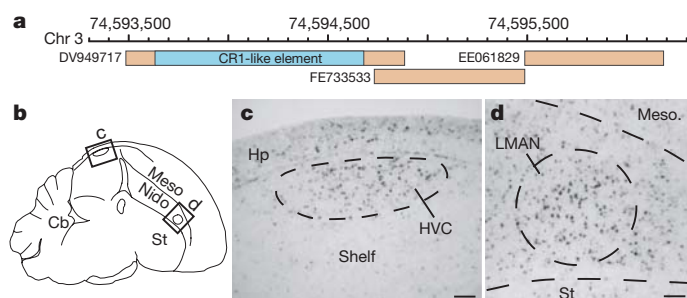 a
74,593,500 74,594,500 74,595,500
Chr 3
DV949717 CR1-like element EE061829
FE733533
b c d
c Meso.
Hp LMAN
Meso
Nido d
Cb St HVC
Shelf
St